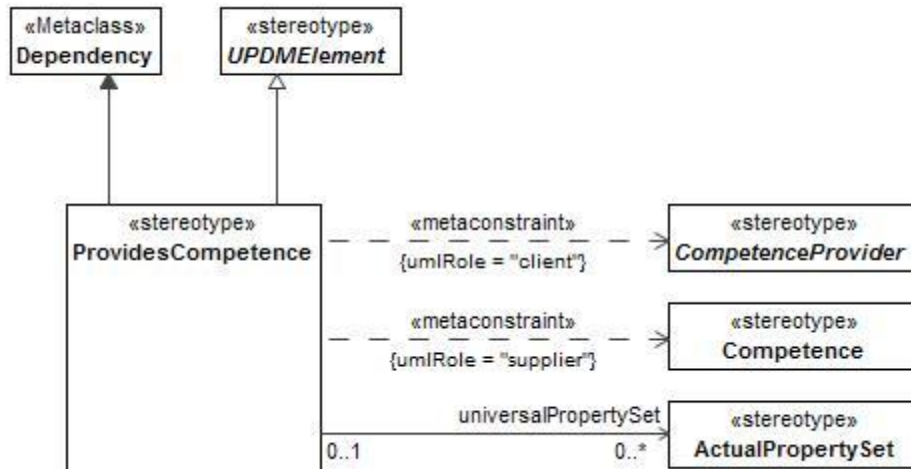 «Metaclass»
Dependency
«stereotype»
UPDMElement
«stereotype»
ProvidesCompetence
«metaconstraint»
{umlRole = "client"}
«stereotype»
CompetenceProvider
«metaconstraint»
{umlRole = "supplier"}
«stereotype»
Competence
universalPropertySet
0..1
0..*
«stereotype»
ActualPropertySet